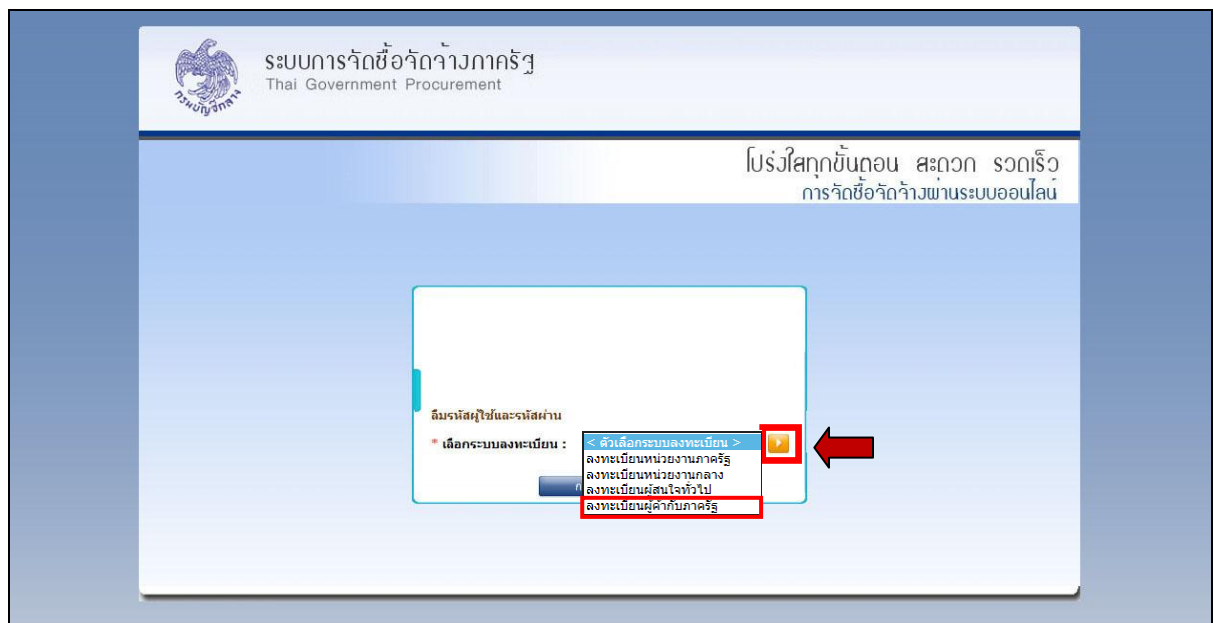 ระบบการจัดซื้อจัดจ้างภาครัฐ
Thai Government Procurement
กรมบัญชีกลาง
โปร่งใสทุกขั้นตอน สะดวก รวดเร็ว
การจัดซื้อจัดจ้างผ่านระบบออนไลน์
ลืมรหัสผู้ใช้และรหัสผ่าน
* เลือกระบบลงทะเบียน :
< ตัวเลือกระบบลงทะเบียน >
ลงทะเบียนหน่วยงานภาครัฐ
ลงทะเบียนหน่วยงานกลาง
ลงทะเบียนผู้สนใจทั่วไป
ลงทะเบียนผู้ค้ากับภาครัฐ